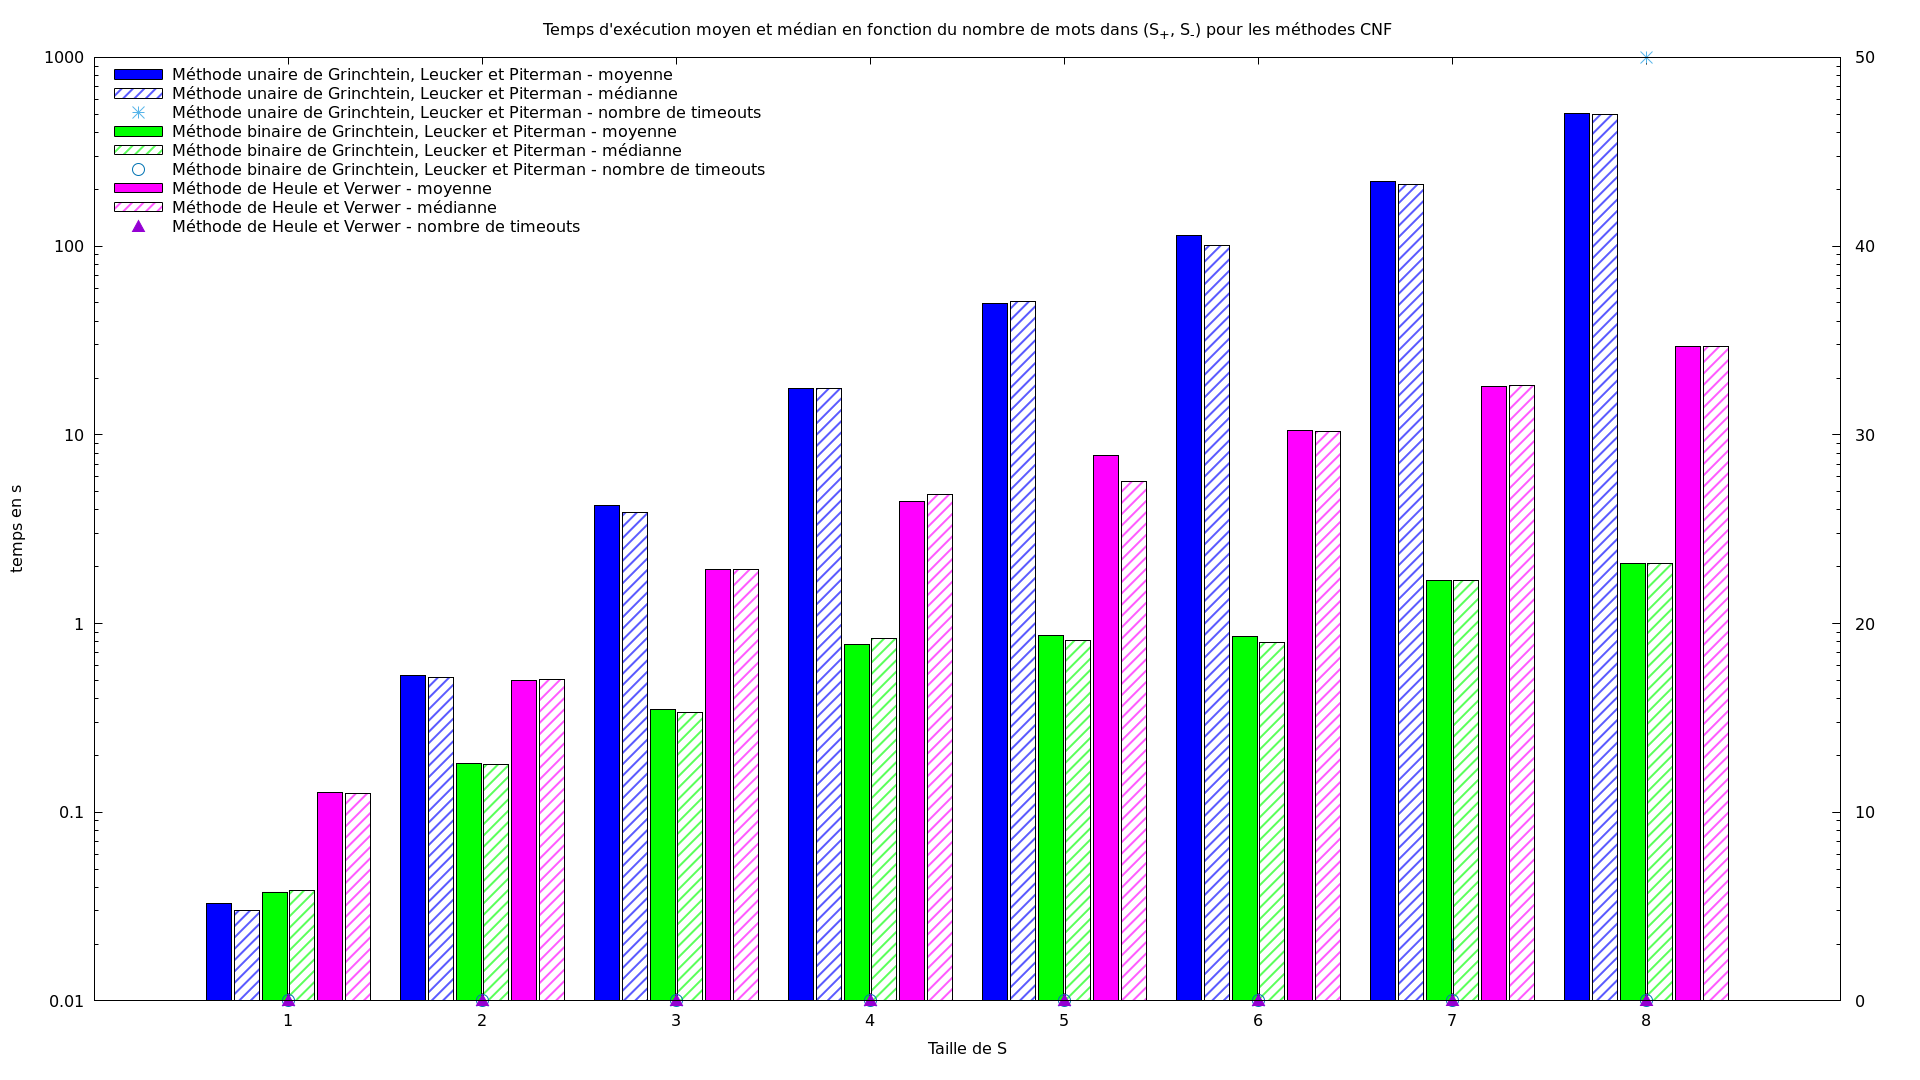 Temps d'exécution moyen et médian en fonction du nombre de mots dans (S+, S-) pour les méthodes CNF
Méthode unaire de Grinchtein, Leucker et Piterman - moyenne
Méthode unaire de Grinchtein, Leucker et Piterman - médianne
Méthode unaire de Grinchtein, Leucker et Piterman - nombre de timeouts
Méthode binaire de Grinchtein, Leucker et Piterman - moyenne
Méthode binaire de Grinchtein, Leucker et Piterman - médianne
Méthode binaire de Grinchtein, Leucker et Piterman - nombre de timeouts
Méthode de Heule et Verwer - moyenne
Méthode de Heule et Verwer - médianne
Méthode de Heule et Verwer - nombre de timeouts
temps en s
1000
100
10
1
0.1
0.01
50
40
30
20
10
0
1 2 3 4 5 6 7 8
Taille de S